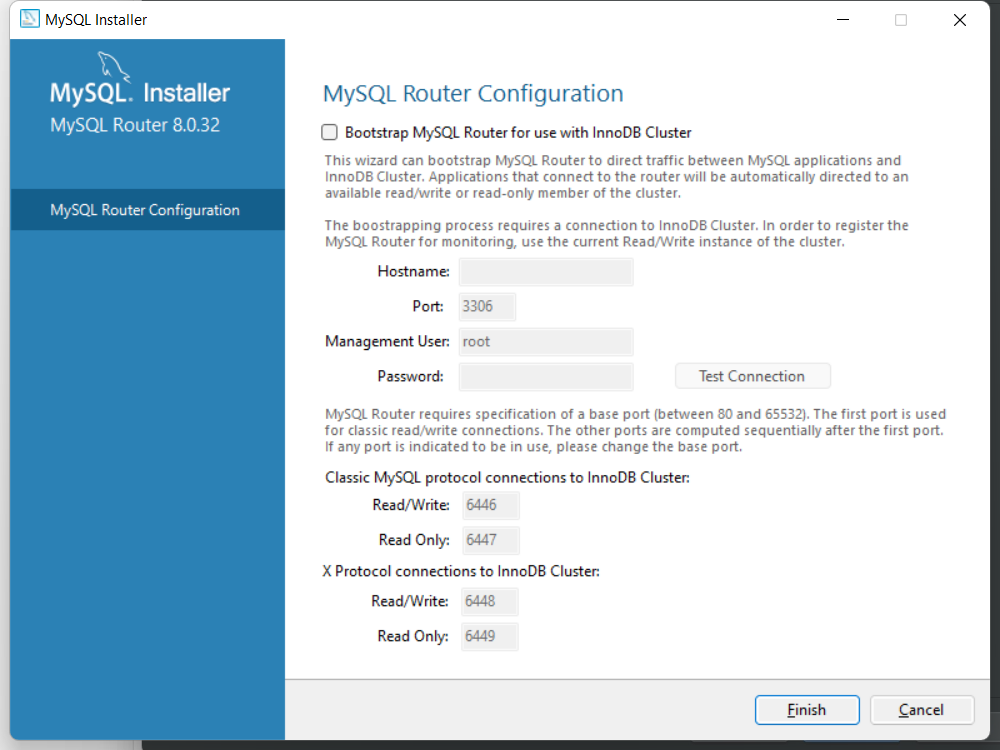 MySQL Installer
MySQL. Installer
MySQL Router 8.0.32
MySQL Router Configuration
MySQL Router Configuration
Bootstrap MySQL Router for use with InnoDB Cluster
This wizard can bootstrap MySQL Router to direct traffic between MySQL applications and
InnoDB Cluster. Applications that connect to the router will be automatically directed to an
available read/write or read-only member of the cluster.
The boostrapping process requires a connection to InnoDB Cluster. In order to register the
MySQL Router for monitoring, use the current Read/Write instance of the cluster.
Hostname:
Port: 3306
Management User: root
Password: Test Connection
MySQL Router requires specification of a base port (between 80 and 65532). The first port is used
for classic read/write connections. The other ports are computed sequentially after the first port.
If any port is indicated to be in use, please change the base port.
Classic MySQL protocol connections to InnoDB Cluster:
Read/Write: 6446
Read Only: 6447
X Protocol connections to InnoDB Cluster:
Read/Write: 6448
Read Only: 6449
Finish Cancel